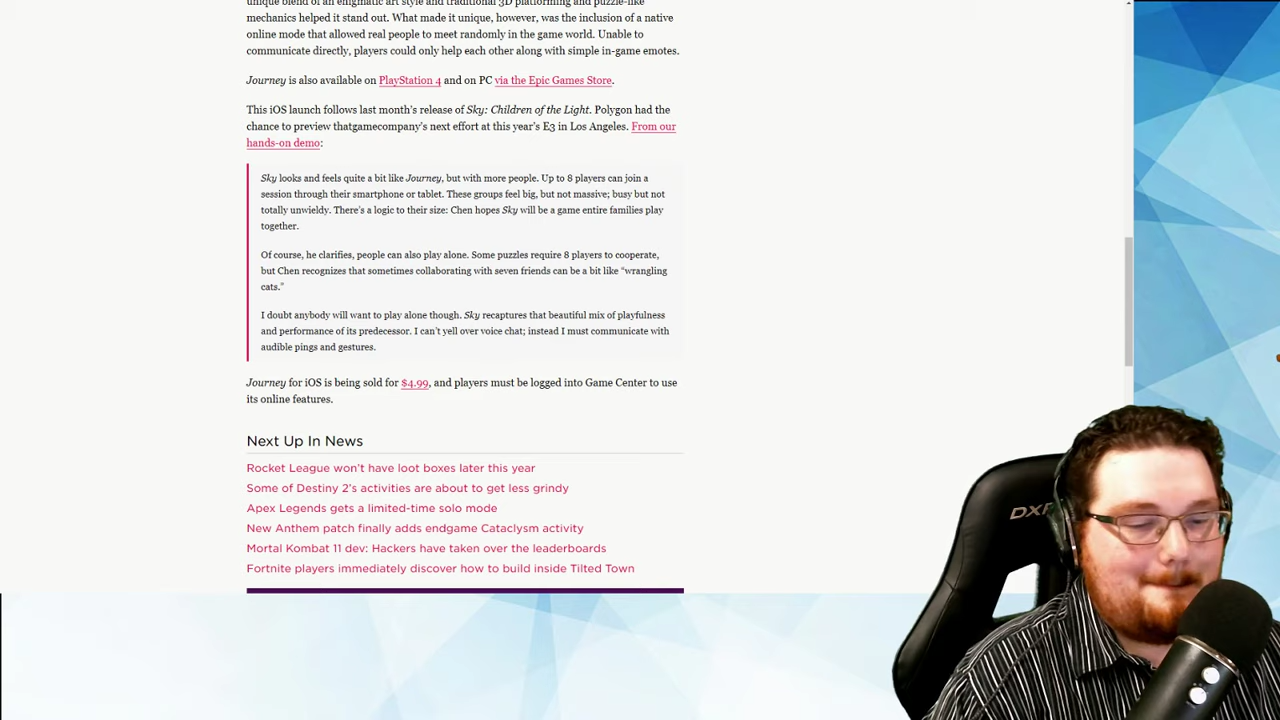 unique blend of an enigmatic art style and traditional 3D platforming and puzzle-like
mechanics helped it stand out. What made it unique, however, was the inclusion of a native
online mode that allowed real people to meet randomly in the game world. Unable to
communicate directly, players could only help each other along with simple in-game emotes.
Journey is also available on PlayStation 4 and on PC via the Epic Games Store.
This iOS launch follows last month's release of Sky: Children of the Light. Polygon had the
chance to preview thatgamecompany's next effort at this year's E3 in Los Angeles. From our
hands-on demo:
Sky looks and feels quite a bit like Journey, but with more people. Up to 8 players can join a
session through their smartphone or tablet. These groups feel big, but not massive; busy but not
totally unwieldy. There's a logic to their size: Chen hopes Sky will be a game entire families play
together.
Of course, he clarifies, people can also play alone. Some puzzles require 8 players to cooperate,
but Chen recognizes that sometimes collaborating with seven friends can be a bit like “wrangling
cats.”
I doubt anybody will want to play alone though. Sky recaptures that beautiful mix of playfulness
and performance of its predecessor. I can't yell over voice chat; instead I must communicate with
audible pings and gestures.
Journey for iOS is being sold for $4.99, and players must be logged into Game Center to use
its online features.
Next Up In News
Rocket League won't have loot boxes later this year
Some of Destiny 2's activities are about to get less grindy
Apex Legends gets a limited-time solo mode
New Anthem patch finally adds endgame Cataclysm activity
Mortal Kombat 11 dev: Hackers have taken over the leaderboards
Fortnite players immediately discover how to build inside Tilted Town